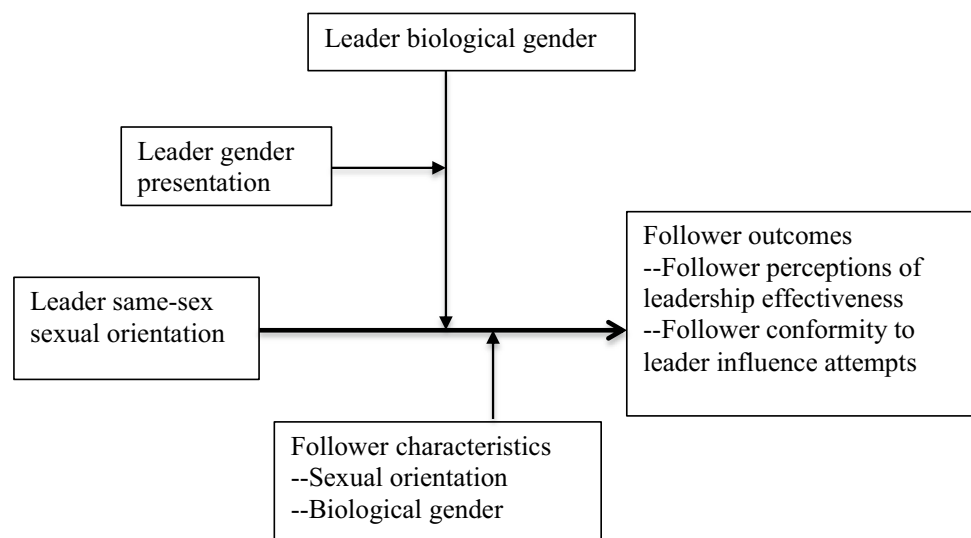 Leader biological gender
Leader gender
presentation
Leader same-sex
sexual orientation
Follower outcomes
--Follower perceptions of
leadership effectiveness
--Follower conformity to
leader influence attempts
Follower characteristics
--Sexual orientation
--Biological gender